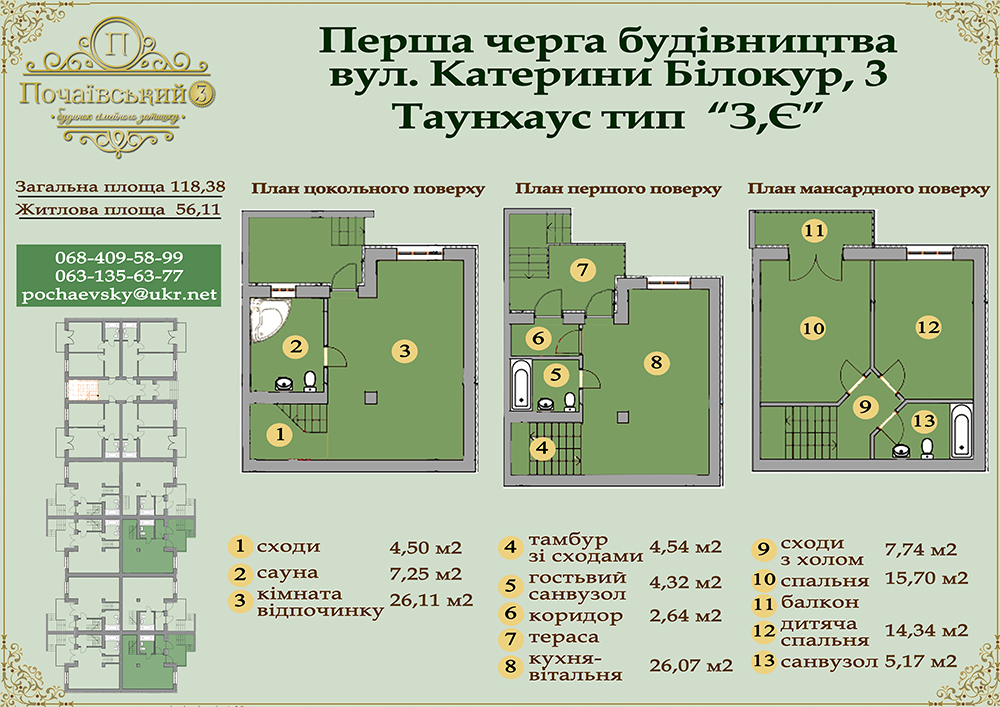 П
Почаївський 3
будинок сімейного затишку
Перша черга будівництва
вул. Катерини Білокур, 3
Таунхаус тип “З,Є”
Загальна площа 118,38
Житлова площа 56,11
068-409-58-99
063-135-63-77
pochaevsky@ukr.net
План цокольного поверху
План першого поверху
План мансардного поверху
2
3
1
7
6
5
8
4
11
10
12
9
13
1 сходи 4,50 м2
2 сауна 7,25 м2
3 кімната
відпочинку 26,11 м2
4 тамбур
зі сходами 4,54 м2
5 гостьвий
санвузол 4,32 м2
6 коридор 2,64 м2
7 тераса
8 кухня-
вітальня 26,07 м2
9 сходи
з холом 7,74 м2
10 спальня 15,70 м2
11 балкон
12 дитяча
спальня 14,34 м2
13 санвузол 5,17 м2